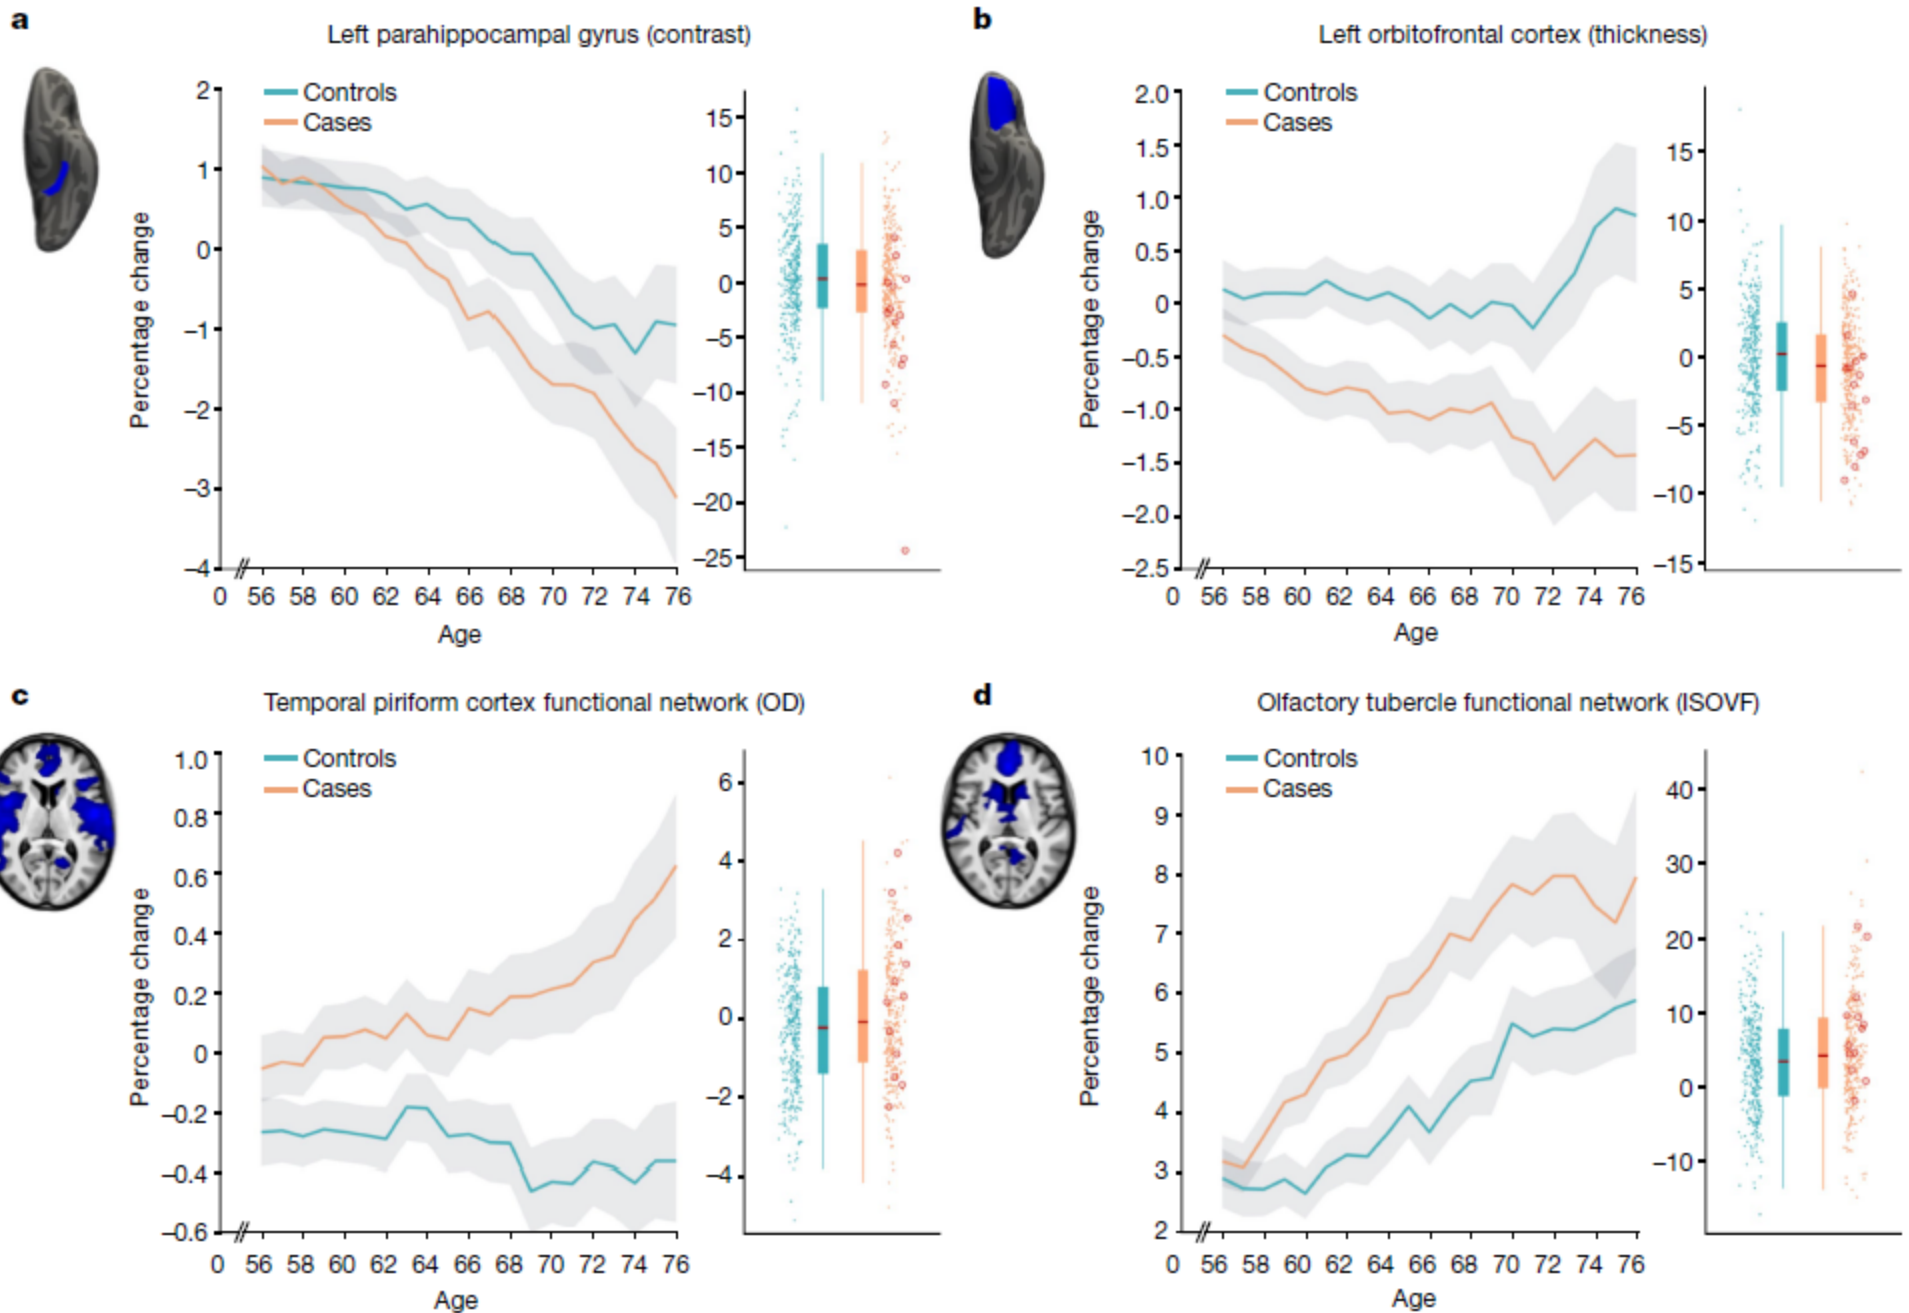 a
Left parahippocampal gyrus (contrast)
Controls
Cases
Percentage change
2
1
0
–1
–2
–3
–4
0 56 58 60 62 64 66 68 70 72 74 76
Age
15
10
5
0
–5
–10
–15
–20
–25
b
Left orbitofrontal cortex (thickness)
Controls
Cases
Percentage change
2.0
1.5
1.0
0.5
0
–0.5
–1.0
–1.5
–2.0
–2.5
0 56 58 60 62 64 66 68 70 72 74 76
Age
15
10
5
0
–5
–10
–15
c
Temporal piriform cortex functional network (OD)
Controls
Cases
Percentage change
1.0
0.8
0.6
0.4
0.2
0
–0.2
–0.4
–0.6
0 56 58 60 62 64 66 68 70 72 74 76
Age
6
4
2
0
–2
–4
d
Olfactory tubercle functional network (ISOVF)
Controls
Cases
Percentage change
10
9
8
7
6
5
4
3
2
0 56 58 60 62 64 66 68 70 72 74 76
Age
40
30
20
10
0
–10